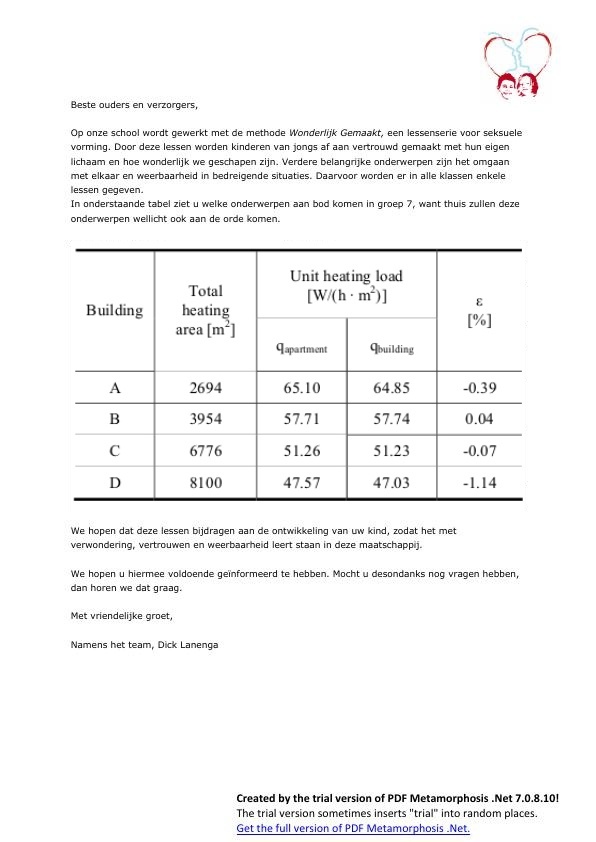 Beste ouders en verzorgers,
Op onze school wordt gewerkt met de methode Wonderlijk Gemaakt, een lessenserie voor seksuele
vorming. Door deze lessen worden kinderen van jongs af aan vertrouwd gemaakt met hun eigen
lichaam en hoe wonderlijk we geschapen zijn. Verdere belangrijke onderwerpen zijn het omgaan
met elkaar en weerbaarheid in bedreigende situaties. Daarvoor worden er in alle klassen enkele
lessen gegeven.
In onderstaande tabel ziet u welke onderwerpen aan bod komen in groep 7, want thuis zullen deze
onderwerpen wellicht ook aan de orde komen.
Building Total heating area [m²] Unit heating load [W/(h · m²)] ε [%]
qapartment qbuilding
A 2694 65.10 64.85 -0.39
B 3954 57.71 57.74 0.04
C 6776 51.26 51.23 -0.07
D 8100 47.57 47.03 -1.14
We hopen dat deze lessen bijdragen aan de ontwikkeling van uw kind, zodat het met
verwondering, vertrouwen en weerbaarheid leert staan in deze maatschappij.
We hopen u hiermee voldoende geïnformeerd te hebben. Mocht u desondanks nog vragen hebben,
dan horen we dat graag.
Met vriendelijke groet,
Namens het team, Dick Lanenga
Created by the trial version of PDF Metamorphosis .Net 7.0.8.10!
The trial version sometimes inserts "trial" into random places.
Get the full version of PDF Metamorphosis .Net.